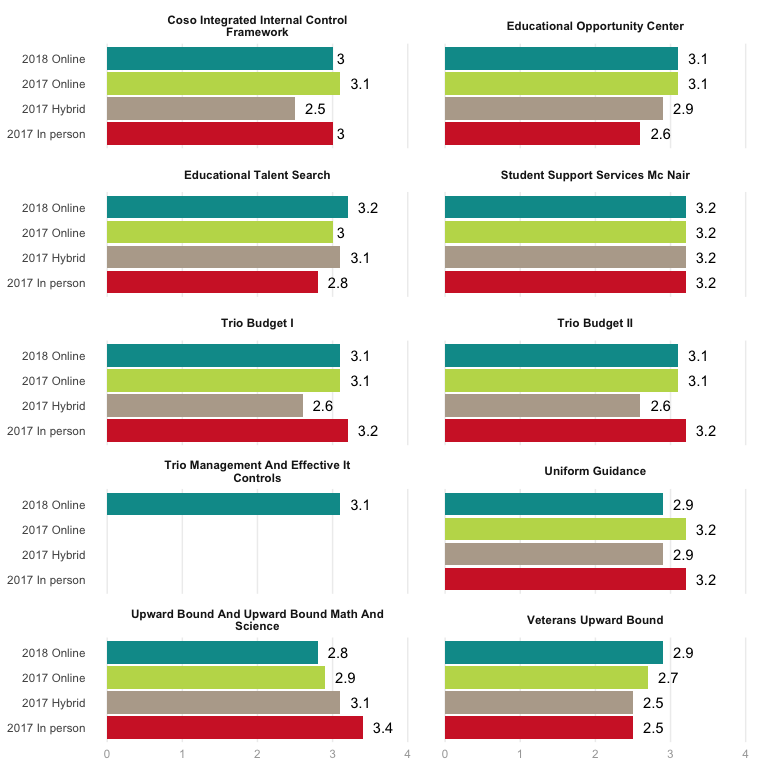 Coso Integrated Internal Control
Framework
2018 Online
3
2017 Online
3.1
2017 Hybrid
2.5
2017 In person
3
Educational Opportunity Center
3.1
3.1
2.9
2.6
Educational Talent Search
2018 Online
3.2
2017 Online
3
2017 Hybrid
3.1
2017 In person
2.8
Student Support Services Mc Nair
3.2
3.2
3.2
3.2
Trio Budget I
2018 Online
3.1
2017 Online
3.1
2017 Hybrid
2.6
2017 In person
3.2
Trio Budget II
3.1
3.1
2.6
3.2
Trio Management And Effective It
Controls
2018 Online
3.1
2017 Online
2017 Hybrid
2017 In person
Uniform Guidance
2.9
3.2
2.9
3.2
Upward Bound And Upward Bound Math And
Science
2018 Online
2.8
2017 Online
2.9
2017 Hybrid
3.1
2017 In person
3.4
0 1 2 3 4
Veterans Upward Bound
2.9
2.7
2.5
2.5
0 1 2 3 4